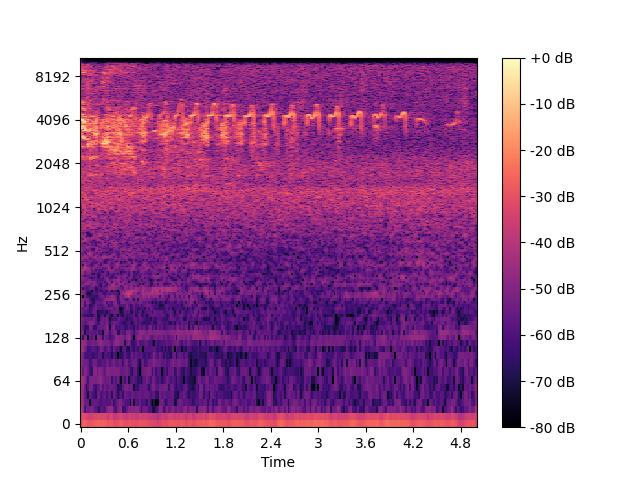 8192
4096
2048
1024
512
256
128
64
0
Hz
0 0.6 1.2 1.8 2.4 3 3.6 4.2 4.8
Time
+0 dB
-10 dB
-20 dB
-30 dB
-40 dB
-50 dB
-60 dB
-70 dB
-80 dB